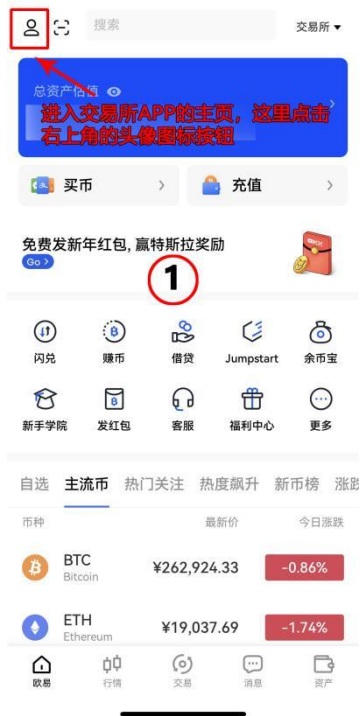 搜索
交易所▼
总资产估值
进入交易所APP的主页，这里点击
右上角的头像图标按钮
买币 >
充值 >
免费发新年红包, 赢特斯拉奖励
Go >
1
闪兑 赚币 借贷 Jumpstart 余币宝
新手学院 发红包 客服 福利中心 更多
自选 主流币 热门关注 热度飙升 新币榜 涨跌
币种 最新价 今日涨跌
BTC ¥262,924.33 -0.86%
Bitcoin
ETH ¥19,037.69 -1.74%
Ethereum
欧易 行情 交易 消息 资产